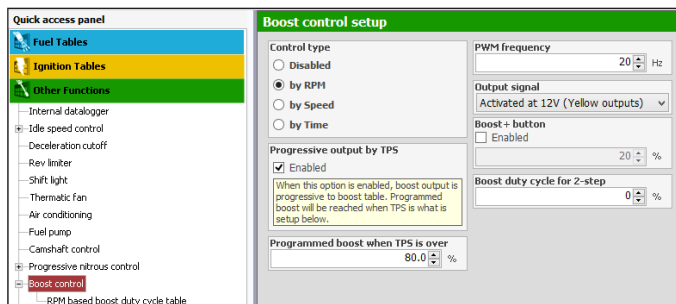 Quick access panel
Fuel Tables
Ignition Tables
Other Functions
Internal datalogger
Idle speed control
Deceleration cutoff
Rev limiter
Shift light
Thermatic fan
Air conditioning
Fuel pump
Camshaft control
Progressive nitrous control
Boost control
RPM based boost duty cycle table
Boost control setup
Control type
Disabled
by RPM
by Speed
by Time
Progressive output by TPS
Enabled
When this option is enabled, boost output is
progressive to boost table. Programmed
boost will be reached when TPS is what is
setup below.
Programmed boost when TPS is over
80.0 %
PWM frequency
20 Hz
Output signal
Activated at 12V (Yellow outputs)
Boost+ button
Enabled
20 %
Boost duty cycle for 2-step
0 %